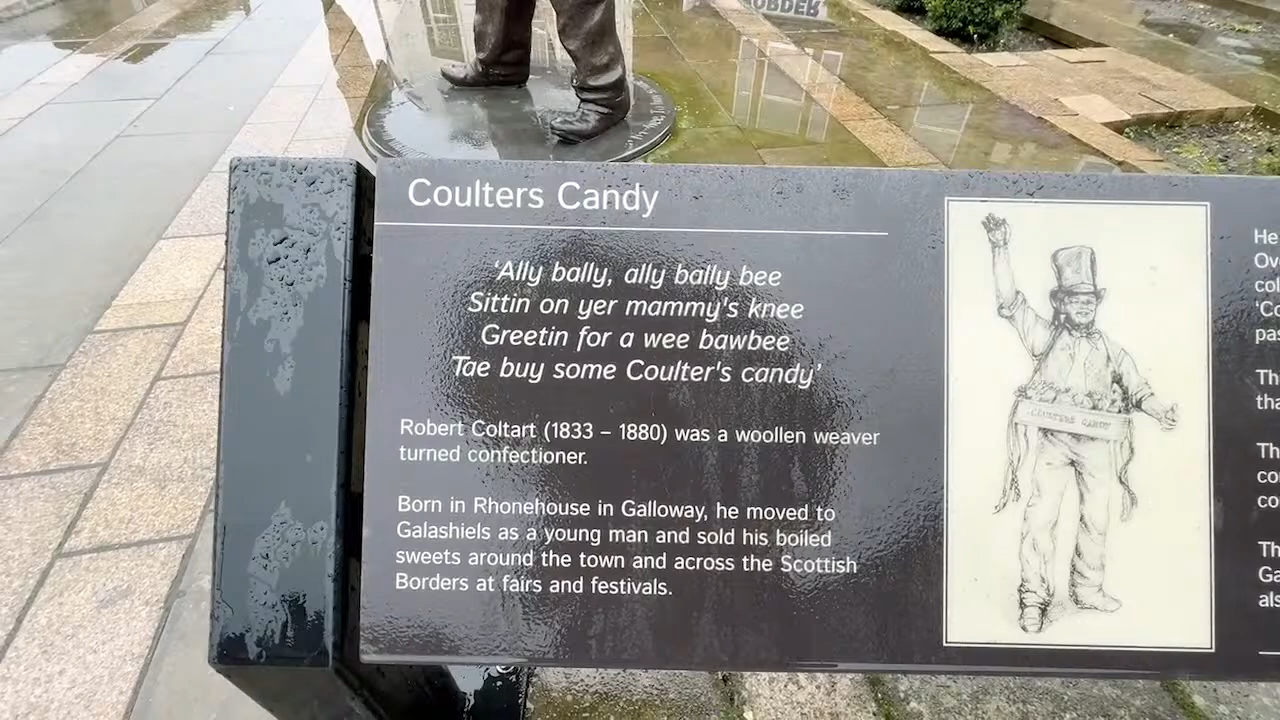 Coulters Candy
'Ally bally, ally bally bee
Sittin on yer mammy's knee
Greetin for a wee bawbee
Tae buy some Coulter's candy'
Robert Coltart (1833 – 1880) was a woollen weaver
turned confectioner.
Born in Rhonehouse in Galloway, he moved to
Galashiels as a young man and sold his boiled
sweets around the town and across the Scottish
Borders at fairs and festivals.
COULTERS CANDY
He